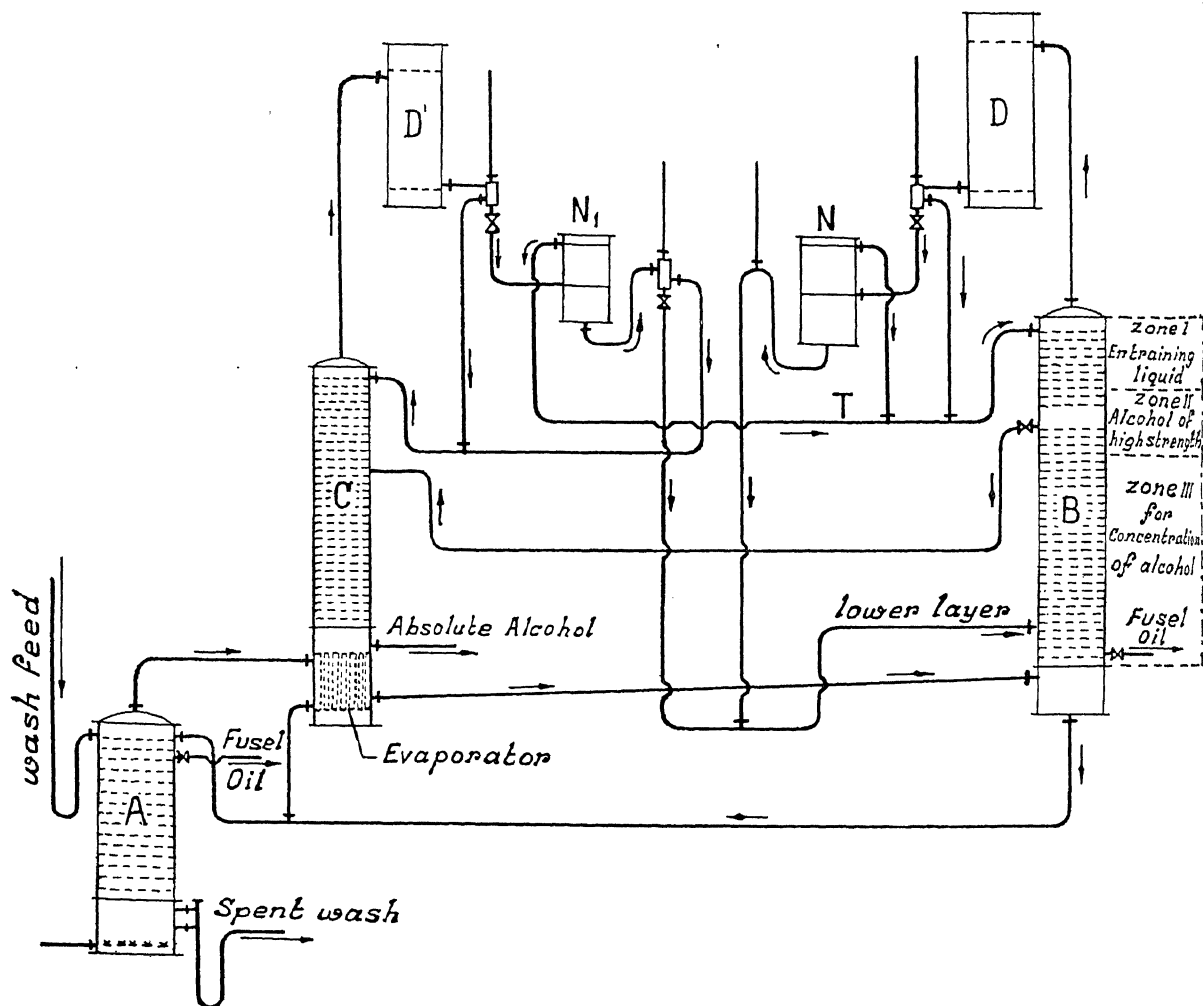 D'
D
N₁
N
zone I
Entraining
liquid
zone II
Alcohol of
high strength
T
C
B
zone III
for
Concentration
of alcohol
wash feed
Absolute Alcohol
lower layer
Fusel
Oil
Evaporator
Fusel
Oil
A
Spent wash